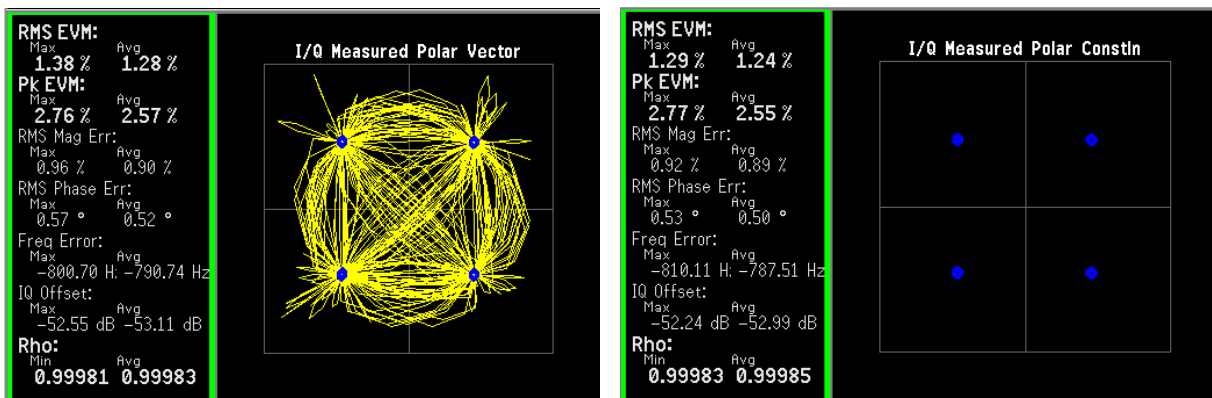 RMS EVM:
Max Avg
1.38 % 1.28 %
Pk EVM:
Max Avg
2.76 % 2.57 %
RMS Mag Err:
Max Avg
0.96 % 0.90 %
RMS Phase Err:
Max Avg
0.57 ° 0.52 °
Freq Error:
Max Avg
-800.70 H: -790.74 Hz
IQ Offset:
Max Avg
-52.55 dB -53.11 dB
Rho:
Min Avg
0.99981 0.99983
I/Q Measured Polar Vector
RMS EVM:
Max Avg
1.29 % 1.24 %
Pk EVM:
Max Avg
2.77 % 2.55 %
RMS Mag Err:
Max Avg
0.92 % 0.89 %
RMS Phase Err:
Max Avg
0.53 ° 0.50 °
Freq Error:
Max Avg
-810.11 H: -787.51 Hz
IQ Offset:
Max Avg
-52.24 dB -52.99 dB
Rho:
Min Avg
0.99983 0.99985
I/Q Measured Polar Constln